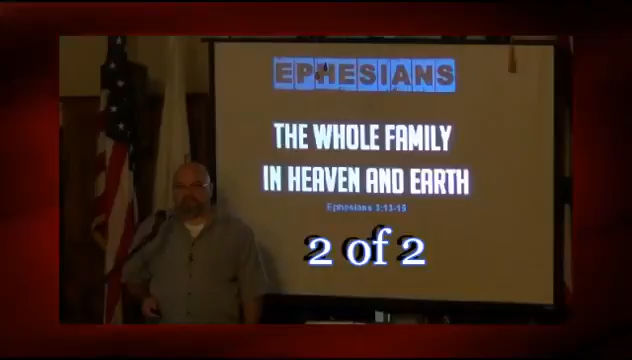 EPHESIANS
THE WHOLE FAMILY
IN HEAVEN AND EARTH
Ephesians 3:13-15
2 of 2